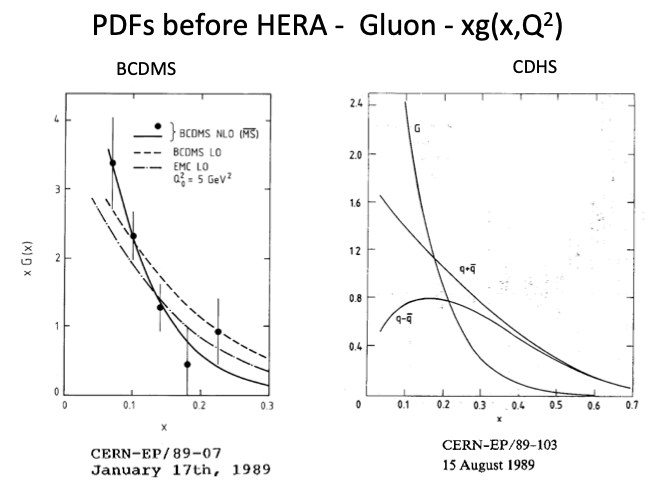 PDFs before HERA - Gluon - xg(x,Q²)
BCDMS
CDHS
} BCDMS NLO (M̅S̅)
BCDMS LO
EMC LO
Q₀² = 5 GeV²
x G(x)
4
3
2
1
0
0
0.1
0.2
0.3
x
CERN-EP/89-07
January 17th, 1989
2.4
2.0
1.6
1 2
0.8
0.4
G
q+q̅
q-q̅
0
0.1
0.2
0.3
0.4
0.5
0.6
0.7
x
CERN-EP/89-103
15 August 1989